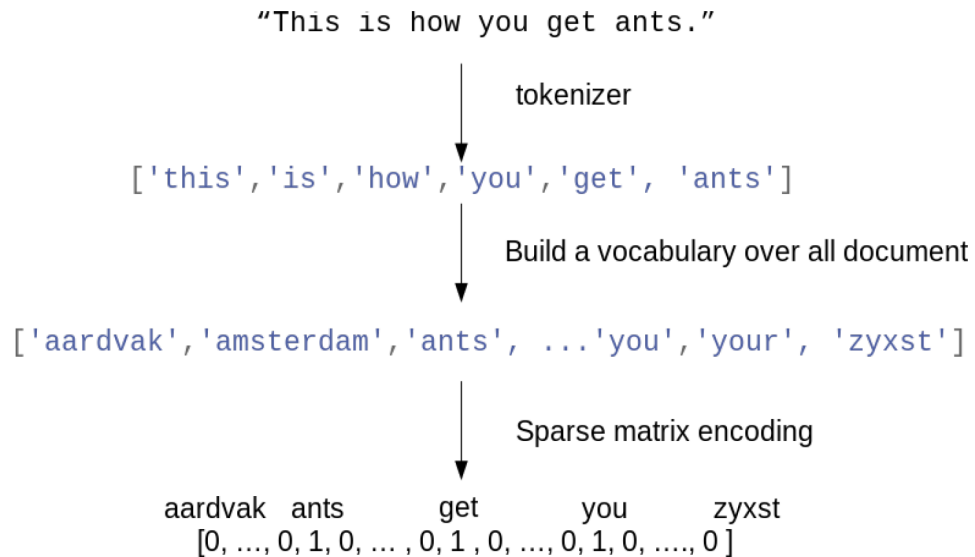 “This is how you get ants.”
tokenizer
['this','is','how','you','get', 'ants']
Build a vocabulary over all document
['aardvak','amsterdam','ants', ...'you','your', 'zyxst']
Sparse matrix encoding
aardvak ants get you zyxst
[0, …, 0, 1, 0, … , 0, 1 , 0, …, 0, 1, 0, …., 0 ]